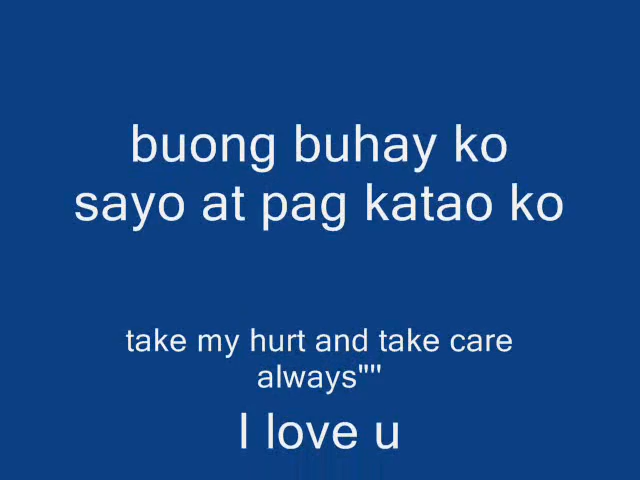 buong buhay ko
sayo at pag katao ko
take my hurt and take care
always""
I love u